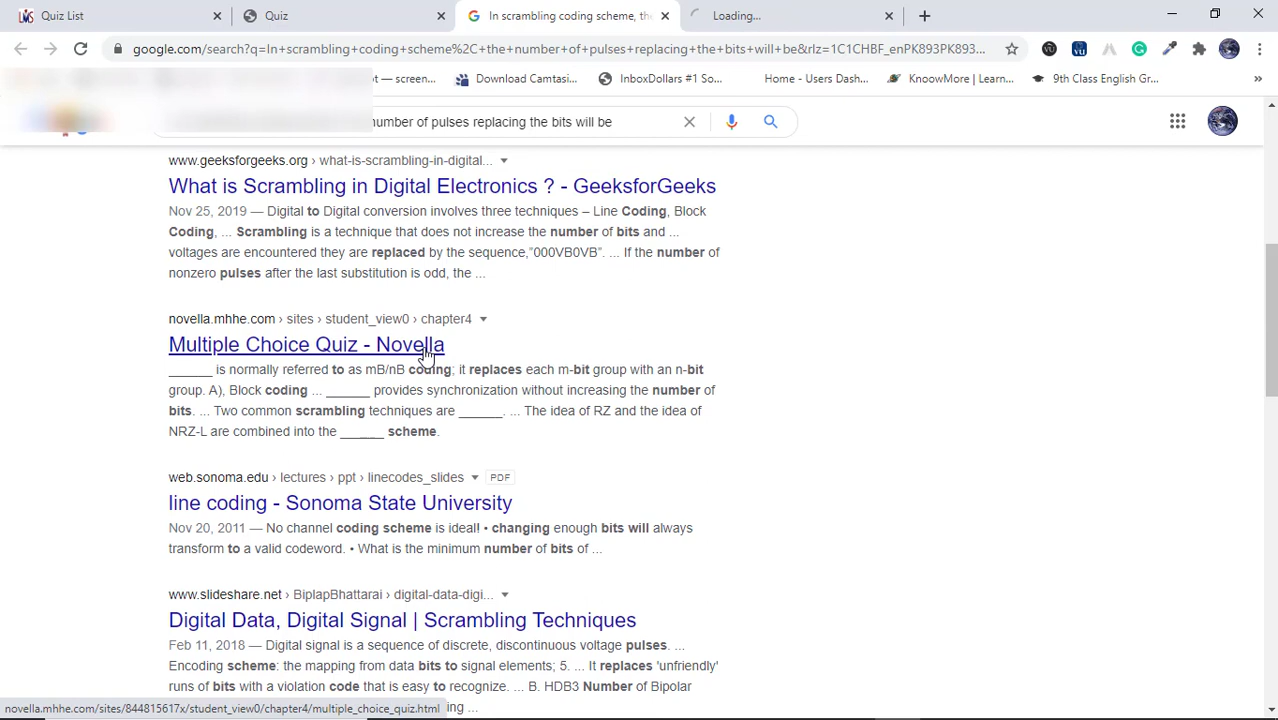 Quiz List
Quiz
In scrambling coding scheme, the
Loading...
google.com/search?q=In+scrambling+coding+scheme%2C+the+number+of+pulses+replacing+the+bits+will+be&rlz=1C1CHBF_enPK893PK893...
ot — screen...
Download Camtasi...
InboxDollars #1 So...
Home - Users Dash...
KnoowMore | Learn...
9th Class English Gr...
»
number of pulses replacing the bits will be
www.geeksforgeeks.org › what-is-scrambling-in-digital...
What is Scrambling in Digital Electronics ? - GeeksforGeeks
Nov 25, 2019 — Digital to Digital conversion involves three techniques – Line Coding, Block
Coding, ... Scrambling is a technique that does not increase the number of bits and ...
voltages are encountered they are replaced by the sequence,"000VB0VB". ... If the number of
nonzero pulses after the last substitution is odd, the ...
novella.mhhe.com › sites › student_view0 › chapter4
Multiple Choice Quiz - Novella
______ is normally referred to as mB/nB coding; it replaces each m-bit group with an n-bit
group. A), Block coding ... ______ provides synchronization without increasing the number of
bits. ... Two common scrambling techniques are ______. ... The idea of RZ and the idea of
NRZ-L are combined into the ______ scheme.
web.sonoma.edu › lectures › ppt › linecodes_slides PDF
line coding - Sonoma State University
Nov 20, 2011 — No channel coding scheme is ideal! • changing enough bits will always
transform to a valid codeword. • What is the minimum number of bits of ...
www.slideshare.net › BiplapBhattarai › digital-data-digi...
Digital Data, Digital Signal | Scrambling Techniques
Feb 11, 2018 — Digital signal is a sequence of discrete, discontinuous voltage pulses. ...
Encoding scheme: the mapping from data bits to signal elements; 5. ... It replaces 'unfriendly'
runs of bits with a violation code that is easy to recognize. ... B. HDB3 Number of Bipolar
novella.mhhe.com/sites/844815617x/student_view0/chapter4/multiple_choice_quiz.html
ing ...